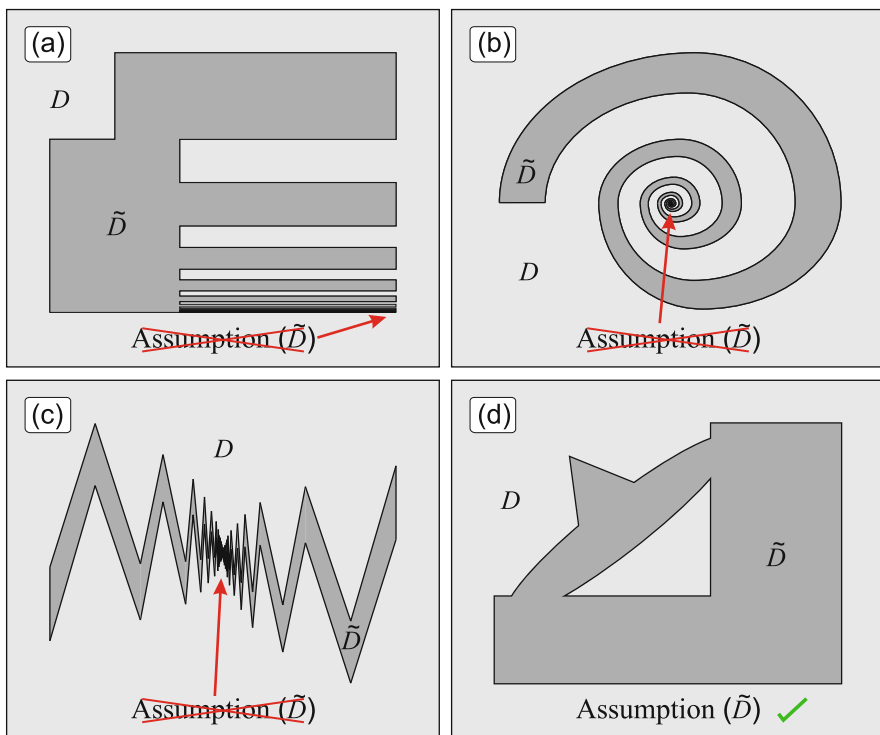 (a)
D
D̃
Assumption (D̃)
(b)
D̃
D
Assumption (D̃)
(c)
D
D̃
Assumption (D̃)
(d)
D
D̃
Assumption (D̃) ✓